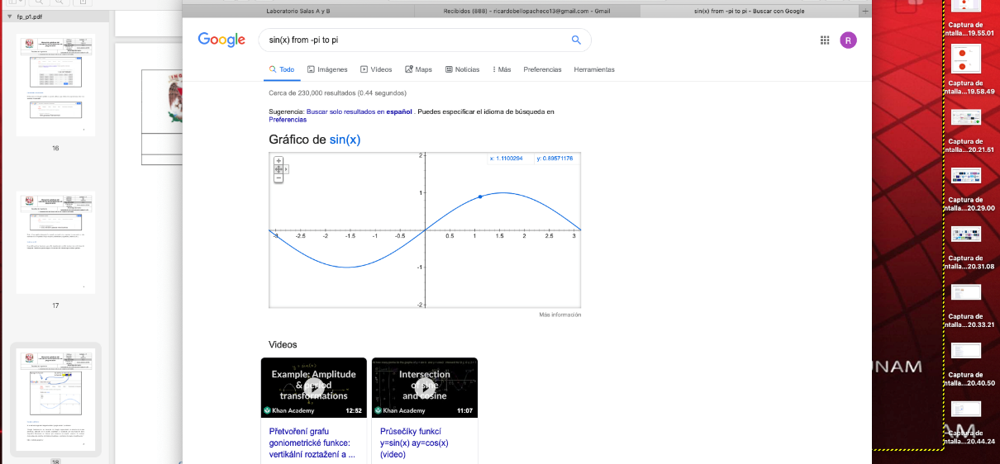 fp_p1.pdf
16
17
18
Laboratorio Salas A y B
Recibidos (888) - ricardobellopacheco13@gmail.com - Gmail
sin(x) from -pi to pi - Buscar con Google
Google
sin(x) from -pi to pi
R
Todo
Imágenes
Vídeos
Maps
Noticias
Más
Preferencias
Herramientas
Cerca de 230,000 resultados (0.44 segundos)
Sugerencia: Buscar solo resultados en español . Puedes especificar el idioma de búsqueda en
Preferencias
Gráfico de sin(x)
x: 1.1100294
y: 0.89571176
2
1
-3 -2.5 -2 -1.5 -1 -0.5 0 0.5 1 1.5 2 2.5 3
-1
-2
Más información
Videos
Example: Amplitude
& period
transformations
Khan Academy
12:52
Přetvoření grafu
goniometrické funkce:
vertikální roztažení a ...
Intersection
of sine
and cosine
Khan Academy
11:07
Průsečíky funkcí
y=sin(x) ay=cos(x)
(video)
Captura de
ntalla...19.55.01
Captura de
ntalla...19.58.49
Captura de
ntalla...20.21.51
Captura de
ntalla...20.29.00
Captura de
ntalla...20.31.08
Captura de
ntalla...20.33.21
Captura de
ntalla...20.40.50
Captura de
ntalla...20.44.24
UNAM